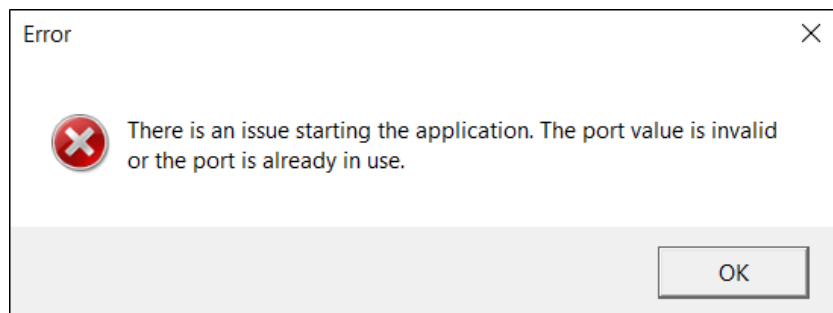 Error
There is an issue starting the application. The port value is invalid
or the port is already in use.
OK